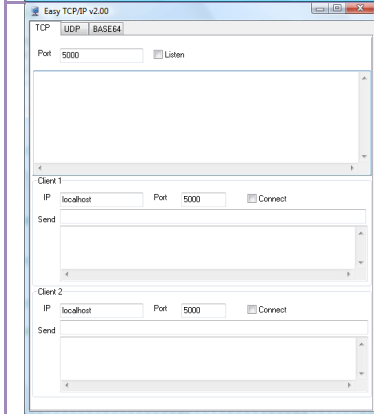 Easy TCP/IP v2.00
TCP UDP BASE64
Port 5000 Listen
Client 1
IP localhost Port 5000 Connect
Send
Client 2
IP localhost Port 5000 Connect
Send